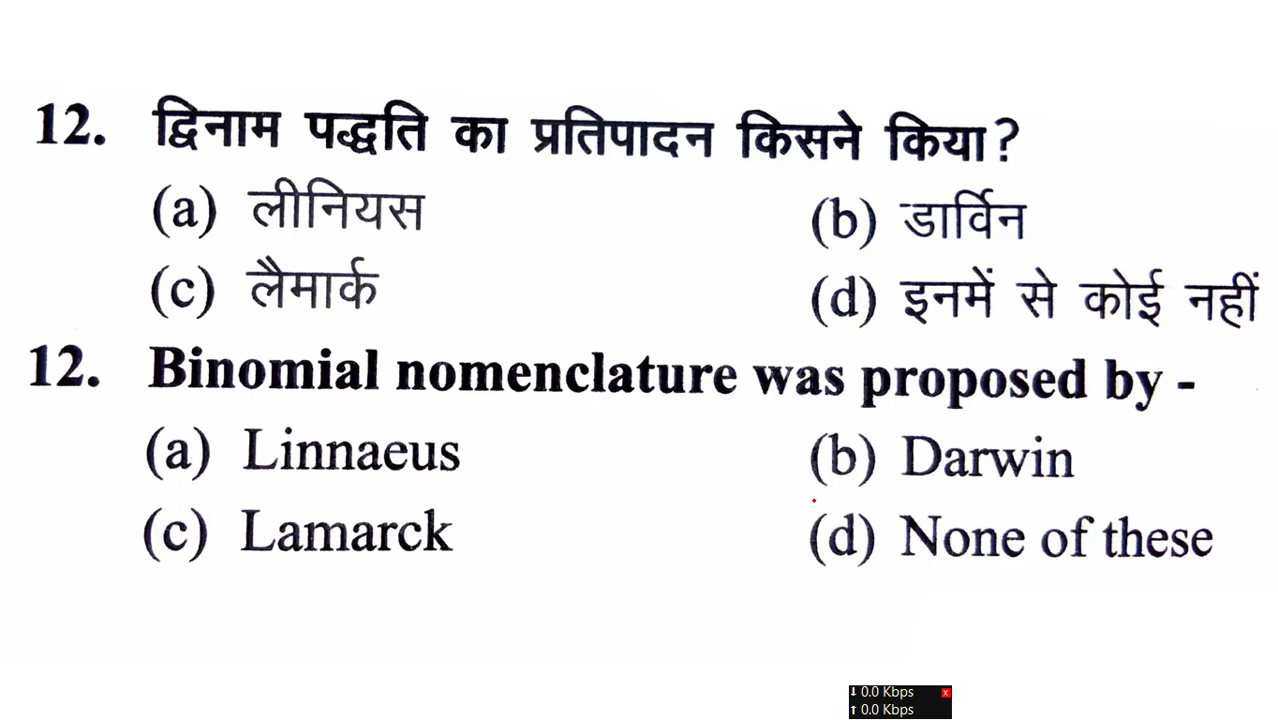 12. द्विनाम पद्धति का प्रतिपादन किसने किया?
(a) लीनियस (b) डार्विन
(c) लैमार्क (d) इनमें से कोई नहीं
12. Binomial nomenclature was proposed by -
(a) Linnaeus (b) Darwin
(c) Lamarck (d) None of these
↓ 0.0 Kbps x
↑ 0.0 Kbps